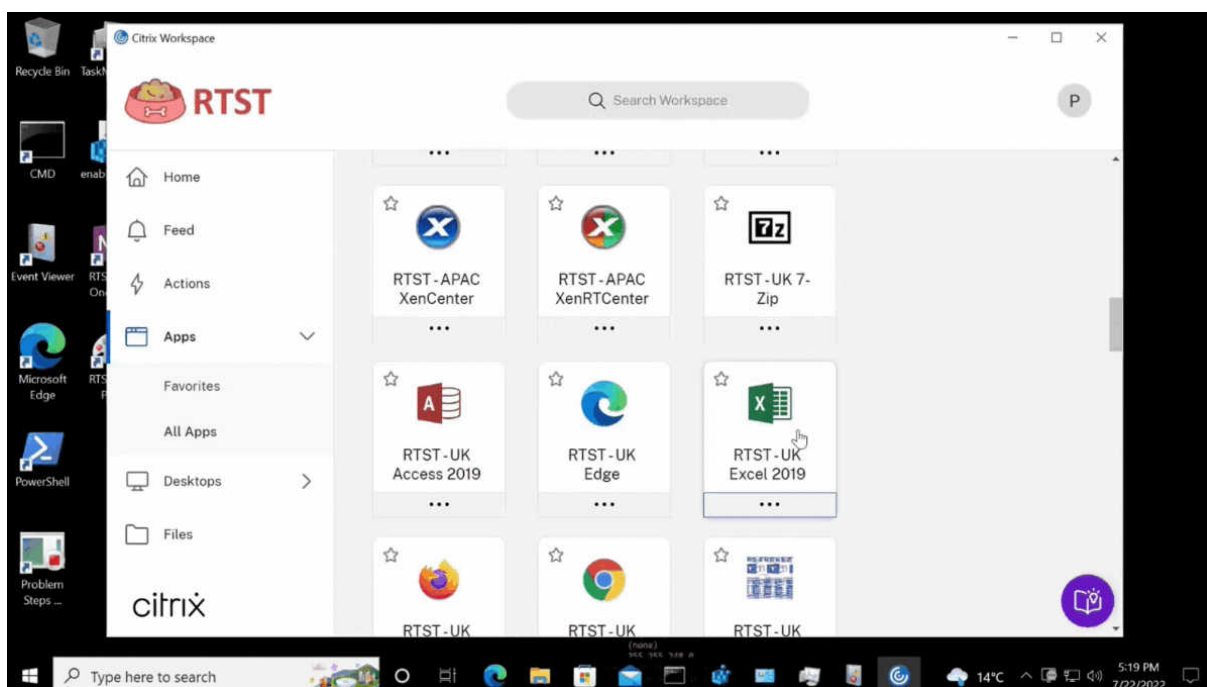 Citrix Workspace
Recycle Bin
RTST
Search Workspace
P
CMD
Home
Feed
Event Viewer
Actions
RTST-APAC
XenCenter
RTST-APAC
XenRTCenter
7z
RTST-UK 7-
Zip
Apps
Microsoft
Edge
Favorites
All Apps
A
RTST-UK
Access 2019
RTST-UK
Edge
X
RTST-UK
Excel 2019
PowerShell
Desktops
Files
Problem
Steps ...
citrix
RTST-UK
RTST-UK
RTST-UK
(none)
Type here to search
14°C
5:19 PM
7/22/2022